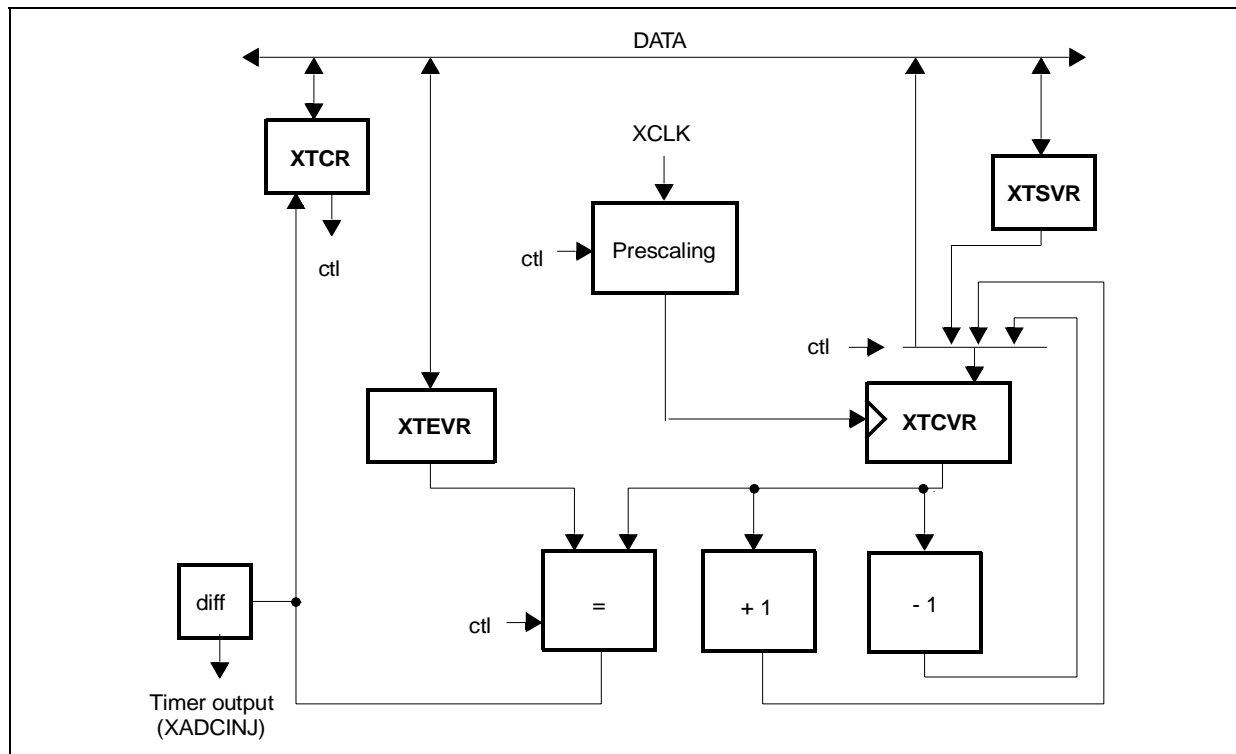 DATA
XTCR
XCLK
XTSVR
ctl
ctl
Prescaling
ctl
XTEVR
XTCVR
diff
ctl
=
+ 1
- 1
Timer output
(XADCINJ)